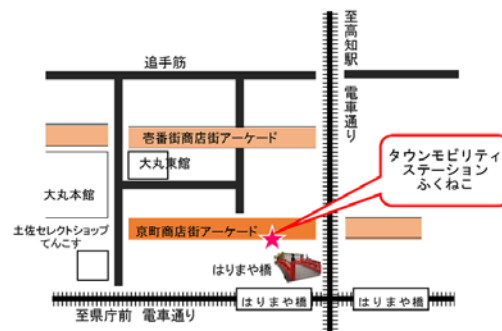 至高知駅 電車通り
追手筋
壱番街商店街アーケード
大丸東館
タウンモビリティ
ステーション
ふくねこ
大丸本館
土佐セレクトショップ
てんこす
京町商店街アーケード
はりまや橋
はりまや橋
はりまや橋
至県庁前 電車通り